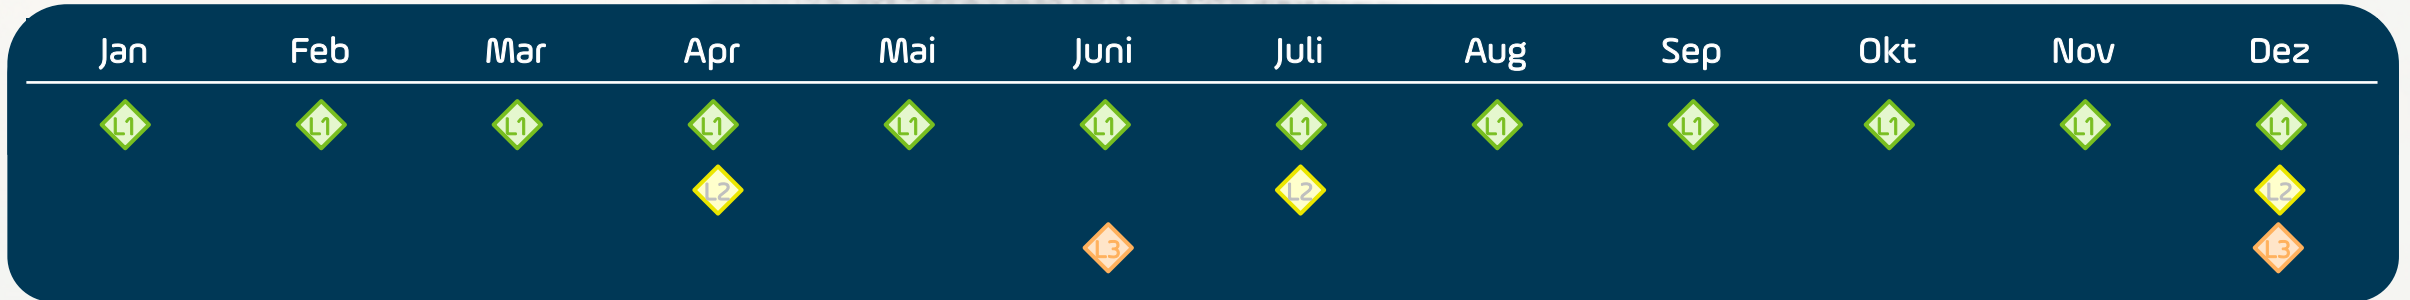 Jan Feb Mar Apr Mai Juni Juli Aug Sep Okt Nov Dez
L1 L1 L1 L1 L1 L1 L1 L1 L1 L1 L1 L1
L2 L2 L2
L3 L3